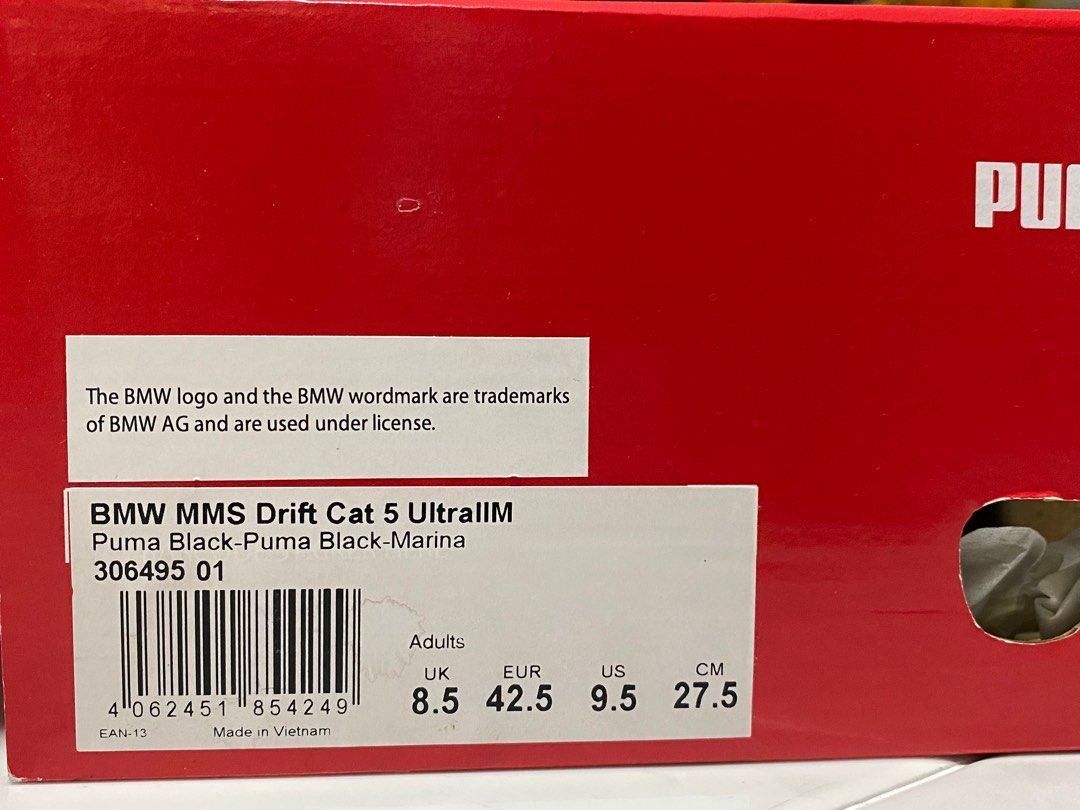 PU
The BMW logo and the BMW wordmark are trademarks
of BMW AG and are used under license.
BMW MMS Drift Cat 5 UltralIM
Puma Black-Puma Black-Marina
306495 01
Adults
UK EUR US CM
8.5 42.5 9.5 27.5
4 062451 854249
EAN-13 Made in Vietnam